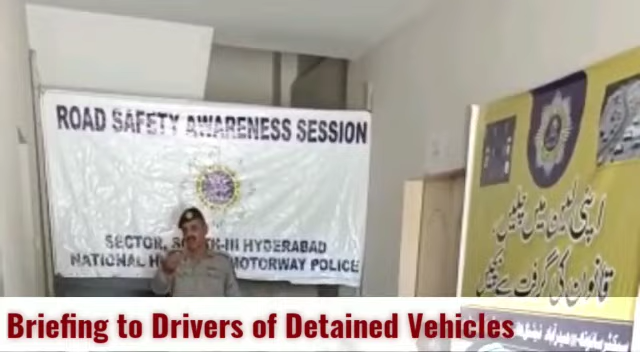 ROAD SAFETY AWARENESS SESSION
SECTOR, SOUTH-III HYDERABAD
NATIONAL MOTORWAY POLICE
اپنی لین میں چلیں
قانون کی گرفت سے بچیں
Briefing to Drivers of Detained Vehicles